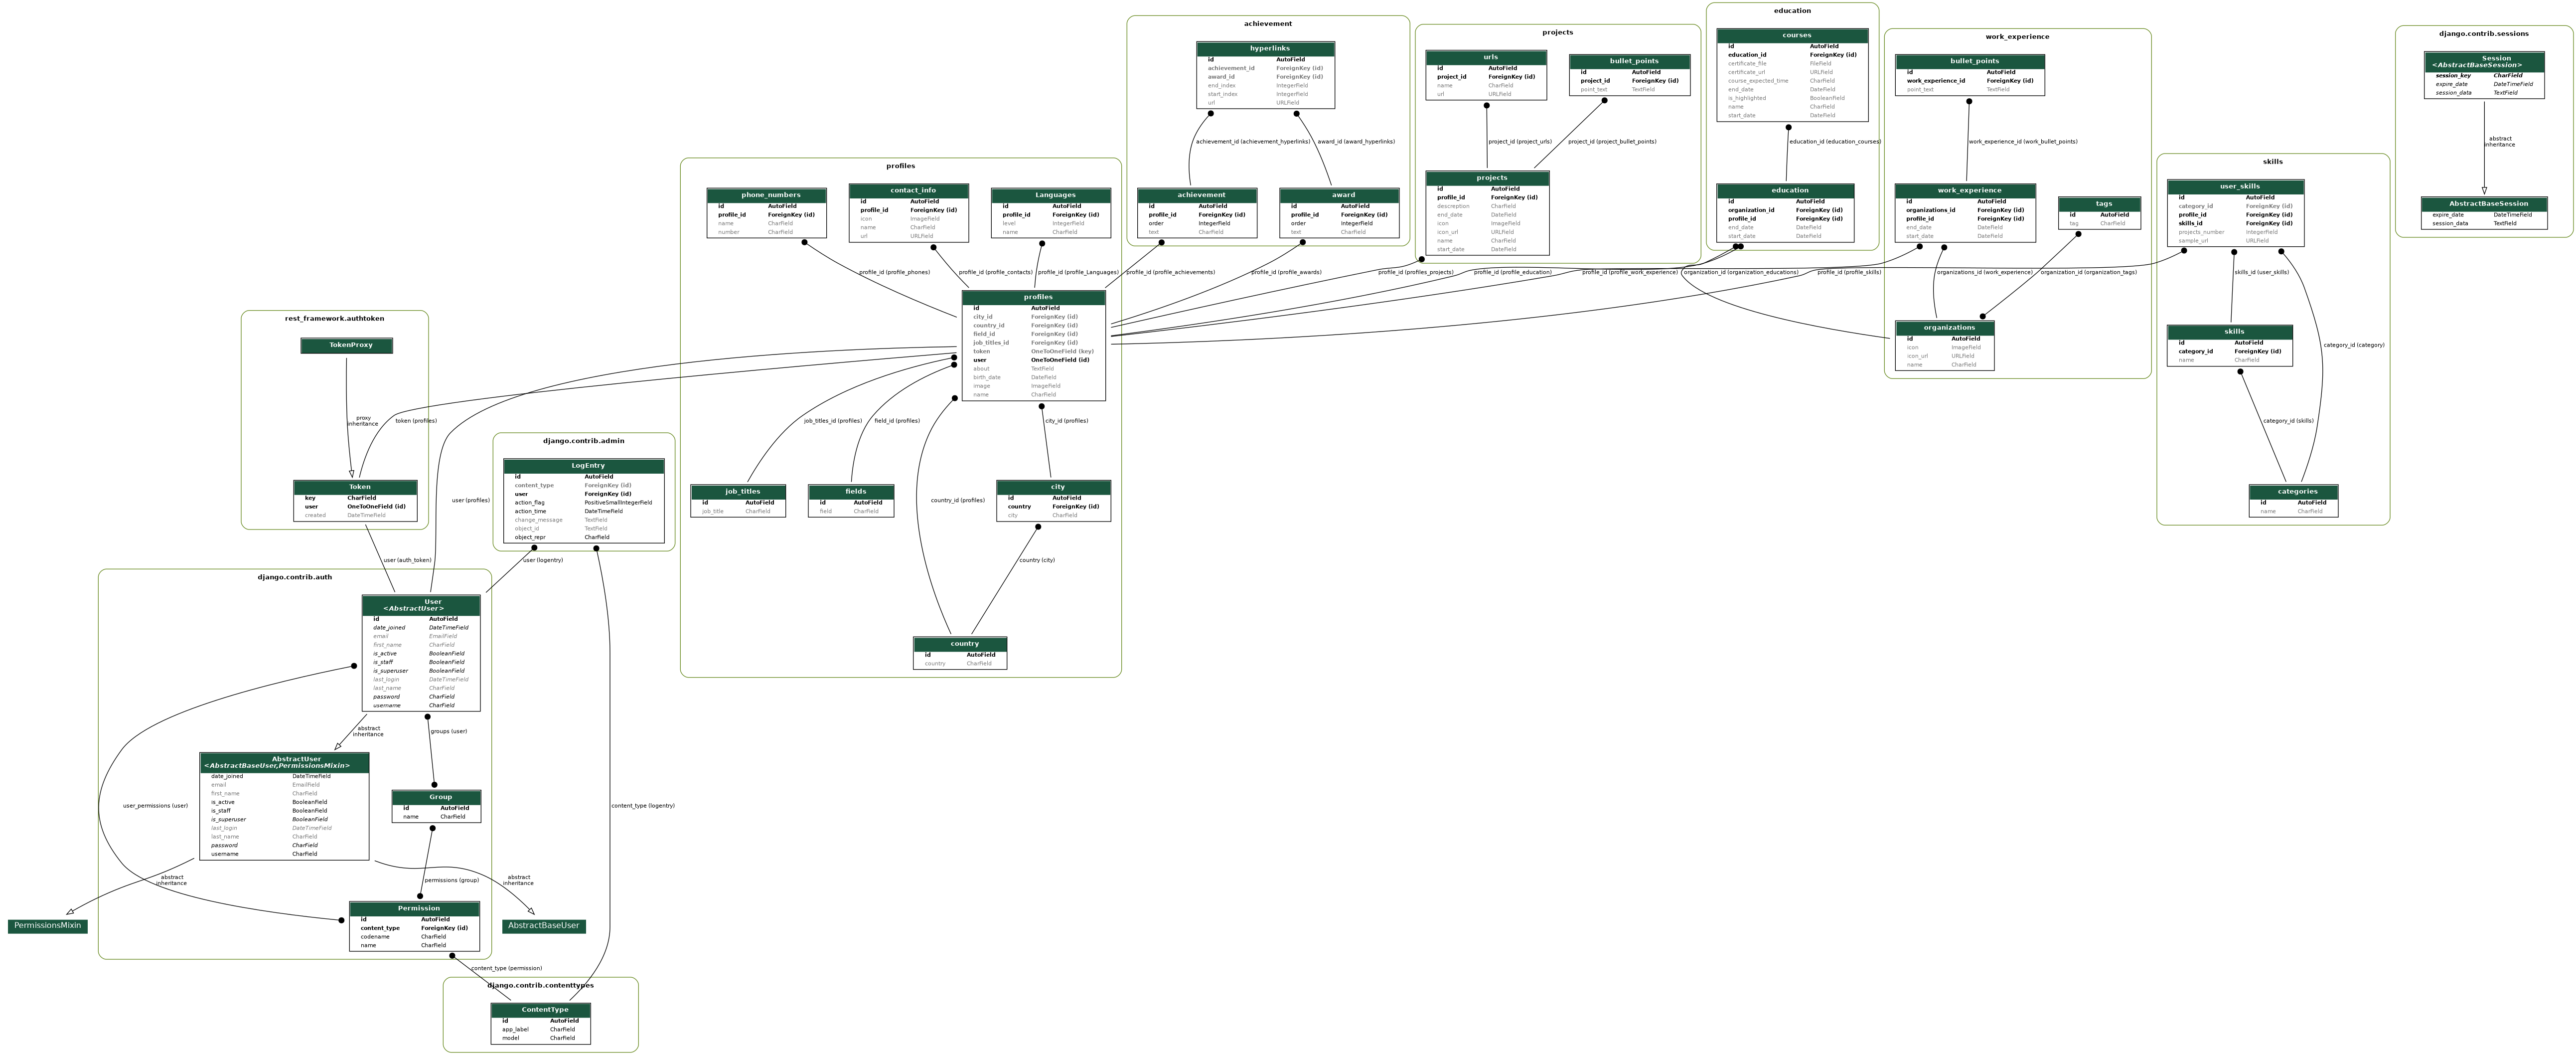 achievement
hyperlinks
id AutoField
achievement_id ForeignKey (id)
award_id ForeignKey (id)
end_index IntegerField
start_index IntegerField
url URLField
achievement_id (achievement_hyperlinks)
award_id (award_hyperlinks)
achievement
id AutoField
profile_id ForeignKey (id)
order IntegerField
text CharField
award
id AutoField
profile_id ForeignKey (id)
order IntegerField
text CharField
projects
urls
id AutoField
project_id ForeignKey (id)
name CharField
url URLField
bullet_points
id AutoField
project_id ForeignKey (id)
point_text TextField
project_id (project_urls)
project_id (project_bullet_points)
projects
id AutoField
profile_id ForeignKey (id)
descreption CharField
end_date DateField
icon ImageField
icon_url URLField
name CharField
start_date DateField
education
courses
id AutoField
education_id ForeignKey (id)
certificate_file FileField
certificate_url URLField
course_expected_time CharField
end_date DateField
is_highlighted BooleanField
name CharField
start_date DateField
education_id (education_courses)
education
id AutoField
organization_id ForeignKey (id)
profile_id ForeignKey (id)
end_date DateField
start_date DateField
work_experience
bullet_points
id AutoField
work_experience_id ForeignKey (id)
point_text TextField
work_experience_id (work_bullet_points)
work_experience
id AutoField
organizations_id ForeignKey (id)
profile_id ForeignKey (id)
end_date DateField
start_date DateField
tags
id AutoField
tag CharField
organizations_id (work_experience)
organization_id (organization_tags)
organizations
id AutoField
icon ImageField
icon_url URLField
name CharField
skills
user_skills
id AutoField
category_id ForeignKey (id)
profile_id ForeignKey (id)
skills_id ForeignKey (id)
projects_number IntegerField
sample_url URLField
skills_id (user_skills)
skills
id AutoField
category_id ForeignKey (id)
name CharField
category_id (category)
category_id (skills)
categories
id AutoField
name CharField
django.contrib.sessions
Session
<AbstractBaseSession>
session_key CharField
expire_date DateTimeField
session_data TextField
abstract
inheritance
AbstractBaseSession
expire_date DateTimeField
session_data TextField
profiles
phone_numbers
id AutoField
profile_id ForeignKey (id)
name CharField
number CharField
contact_info
id AutoField
profile_id ForeignKey (id)
icon ImageField
name CharField
url URLField
Languages
id AutoField
profile_id ForeignKey (id)
level IntegerField
name CharField
profile_id (profile_phones)
profile_id (profile_contacts)
profile_id (profile_Languages)
profile_id (profile_achievements)
profile_id (profile_awards)
profile_id (profile_projects)
profile_id (profile_education)
profile_id (profile_work_experience)
organization_id (organization_educations)
profile_id (profile_skills)
profiles
id AutoField
city_id ForeignKey (id)
country_id ForeignKey (id)
field_id ForeignKey (id)
job_titles_id ForeignKey (id)
token OneToOneField (key)
user OneToOneField (id)
about TextField
birth_date DateField
image ImageField
name CharField
job_titles_id (profiles)
field_id (profiles)
city_id (profiles)
country_id (profiles)
job_titles
id AutoField
job_title CharField
fields
id AutoField
field CharField
city
id AutoField
country ForeignKey (id)
city CharField
country (city)
country
id AutoField
country CharField
rest_framework.authtoken
TokenProxy
proxy
inheritance
token (profiles)
Token
key CharField
user OneToOneField (id)
created DateTimeField
user (profiles)
user (auth_token)
django.contrib.admin
LogEntry
id AutoField
content_type ForeignKey (id)
user ForeignKey (id)
action_flag PositiveSmallIntegerField
action_time DateTimeField
change_message TextField
object_id TextField
object_repr CharField
user (logentry)
content_type (logentry)
django.contrib.auth
User
<AbstractUser>
id AutoField
date_joined DateTimeField
email EmailField
first_name CharField
is_active BooleanField
is_staff BooleanField
is_superuser BooleanField
last_login DateTimeField
last_name CharField
password CharField
username CharField
abstract
inheritance
groups (user)
user_permissions (user)
AbstractUser
<AbstractBaseUser,PermissionsMixin>
date_joined DateTimeField
email EmailField
first_name CharField
is_active BooleanField
is_staff BooleanField
is_superuser BooleanField
last_login DateTimeField
last_name CharField
password CharField
username CharField
Group
id AutoField
name CharField
permissions (group)
abstract
inheritance
abstract
inheritance
PermissionsMixin
AbstractBaseUser
Permission
id AutoField
content_type ForeignKey (id)
codename CharField
name CharField
content_type (permission)
django.contrib.contenttypes
ContentType
id AutoField
app_label CharField
model CharField